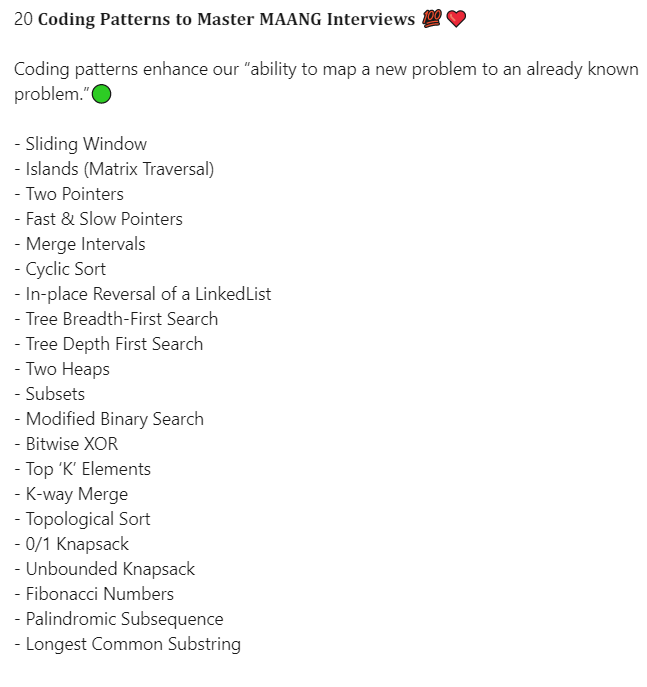 20 Coding Patterns to Master MAANG Interviews 💯❤️
Coding patterns enhance our “ability to map a new problem to an already known
problem.”🟢
- Sliding Window
- Islands (Matrix Traversal)
- Two Pointers
- Fast & Slow Pointers
- Merge Intervals
- Cyclic Sort
- In-place Reversal of a LinkedList
- Tree Breadth-First Search
- Tree Depth First Search
- Two Heaps
- Subsets
- Modified Binary Search
- Bitwise XOR
- Top ‘K’ Elements
- K-way Merge
- Topological Sort
- 0/1 Knapsack
- Unbounded Knapsack
- Fibonacci Numbers
- Palindromic Subsequence
- Longest Common Substring